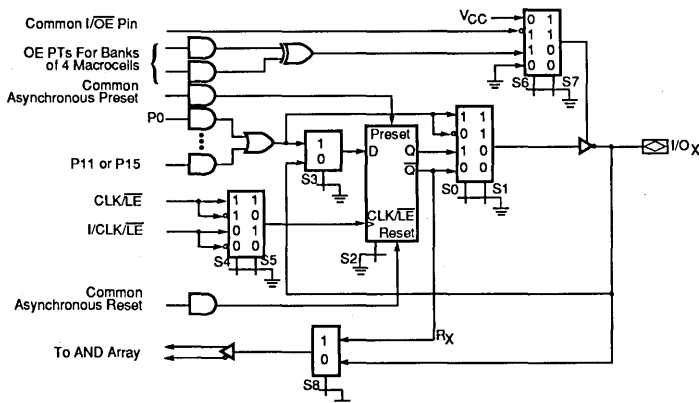 Common I/OE Pin
VCC
0 1
1 1
1 0
0 0
OE PTs For Banks
of 4 Macrocells
S6 S7
Common
Asynchronous Preset
P0
P11 or P15
1
0
S3
Preset
D Q
Q
CLK/LE
Reset
S2
1 1
0 1
1 0
0 0
S0 S1
I/OX
CLK/LE
I/CLK/LE
1 1
1 0
0 1
0 0
S4 S5
Common
Asynchronous Reset
RX
To AND Array
1
0
S8